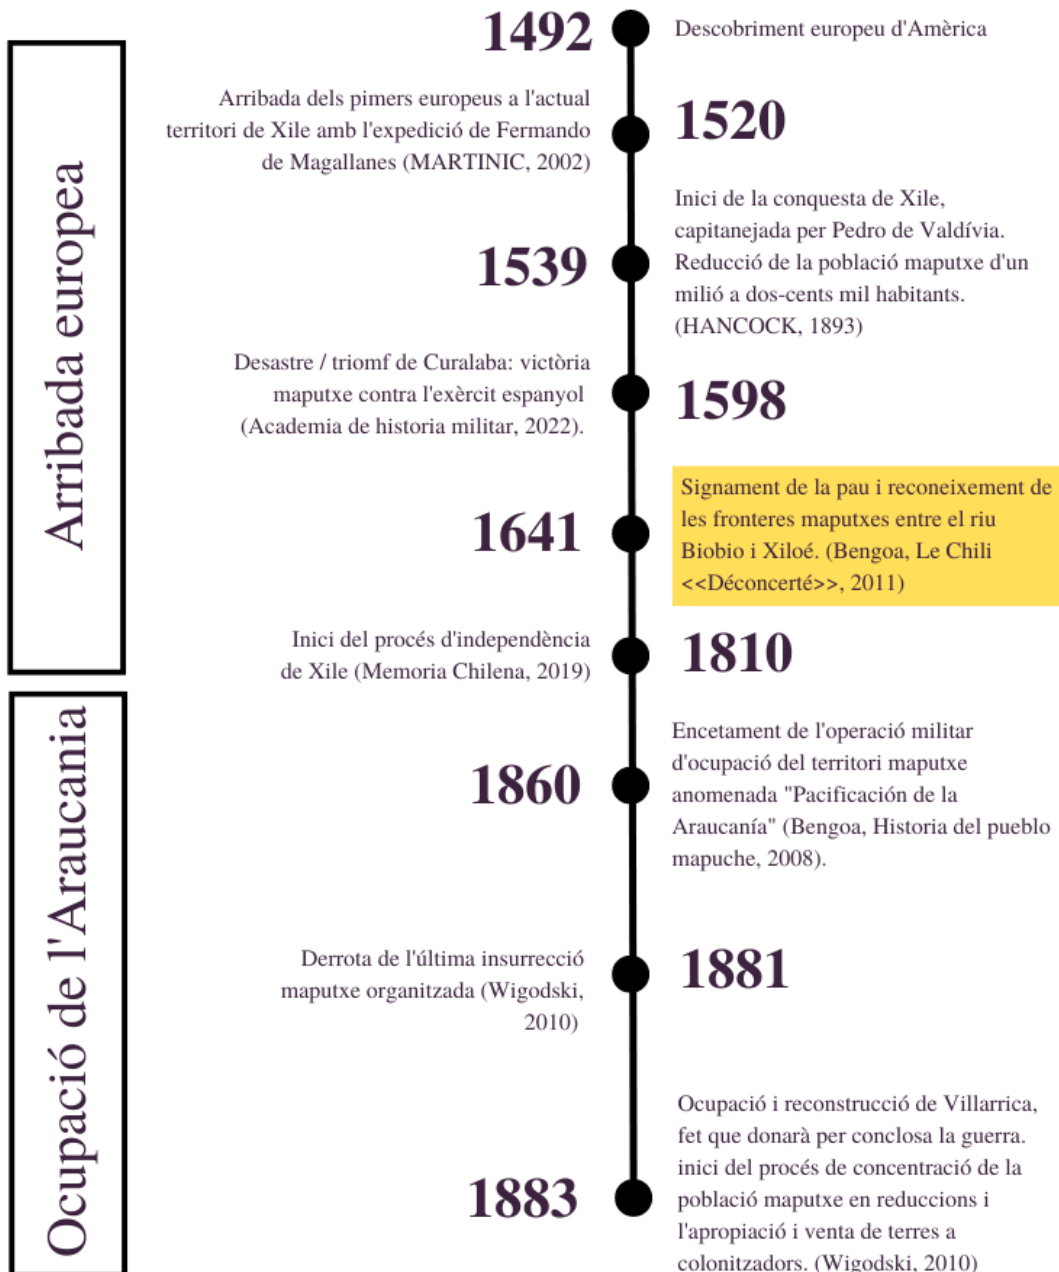 Arribada europea
1492
Descobriment europeu d'Amèrica
Arribada dels pimers europeus a l'actual
territori de Xile amb l'expedició de Fermando
de Magallanes (MARTINIC, 2002)
1520
1539
Inici de la conquesta de Xile,
capitanejada per Pedro de Valdívia.
Reducció de la població maputxe d'un
milió a dos-cents mil habitants.
(HANCOCK, 1893)
Desastre / triomf de Curalaba: victòria
maputxe contra l'exèrcit espanyol
(Academia de historia militar, 2022).
1598
1641
Signament de la pau i reconeixement de
les fronteres maputxes entre el riu
Biobio i Xiloé. (Bengoa, Le Chili
<<Déconcerté>>, 2011)
Inici del procés d'independència
de Xile (Memoria Chilena, 2019)
1810
Ocupació de l'Araucania
1860
Encetament de l'operació militar
d'ocupació del territori maputxe
anomenada "Pacificación de la
Araucanía" (Bengoa, Historia del pueblo
mapuche, 2008).
Derrota de l'última insurrecció
maputxe organitzada (Wigodski,
2010)
1881
1883
Ocupació i reconstrucció de Villarrica,
fet que donarà per conclosa la guerra.
inici del procés de concentració de la
població maputxe en reduccions i
l'apropiació i venta de terres a
colonitzadors. (Wigodski, 2010)